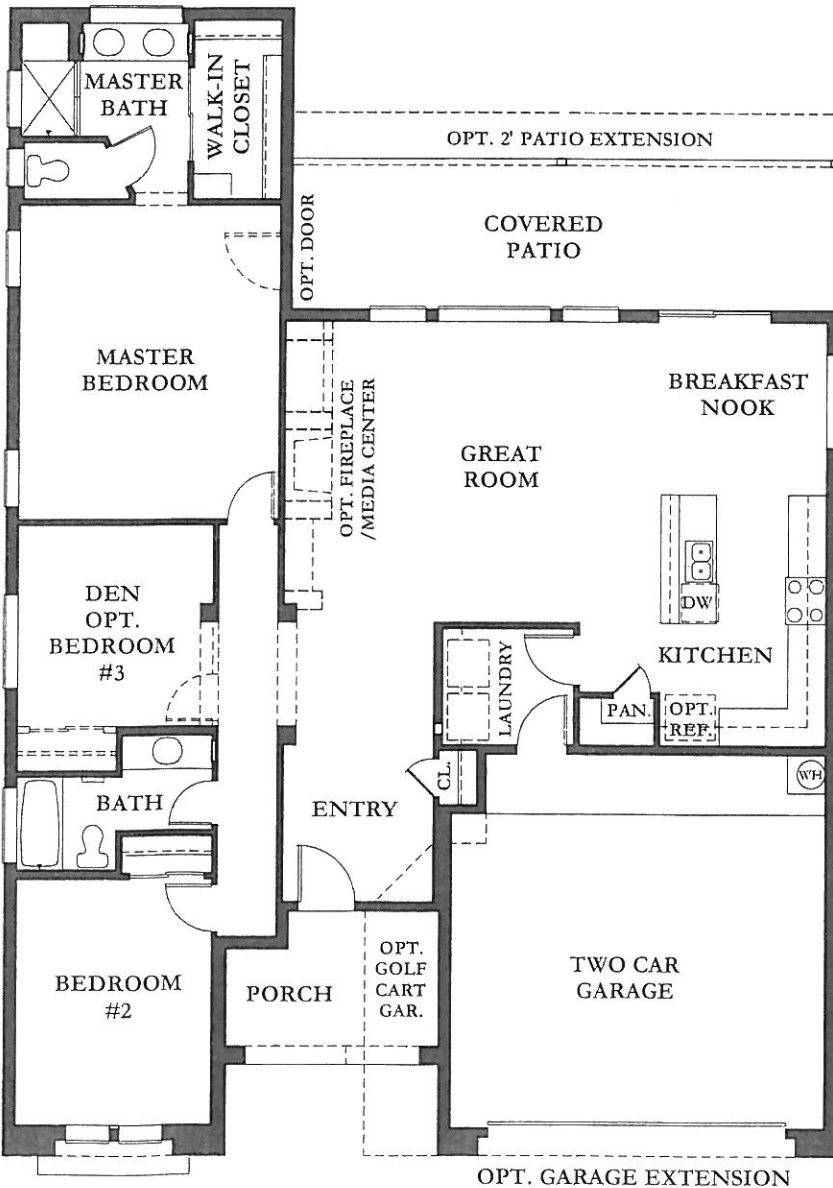 MASTER
BATH
WALK-IN
CLOSET
OPT. 2' PATIO EXTENSION
COVERED
PATIO
OPT. DOOR
MASTER
BEDROOM
OPT. FIREPLACE
/MEDIA CENTER
BREAKFAST
NOOK
GREAT
ROOM
DEN
OPT.
BEDROOM
#3
DW
KITCHEN
LAUNDRY
PAN.
OPT.
REF.
BATH
CL.
WH
ENTRY
BEDROOM
#2
PORCH
OPT.
GOLF
CART
GAR.
TWO CAR
GARAGE
OPT. GARAGE EXTENSION